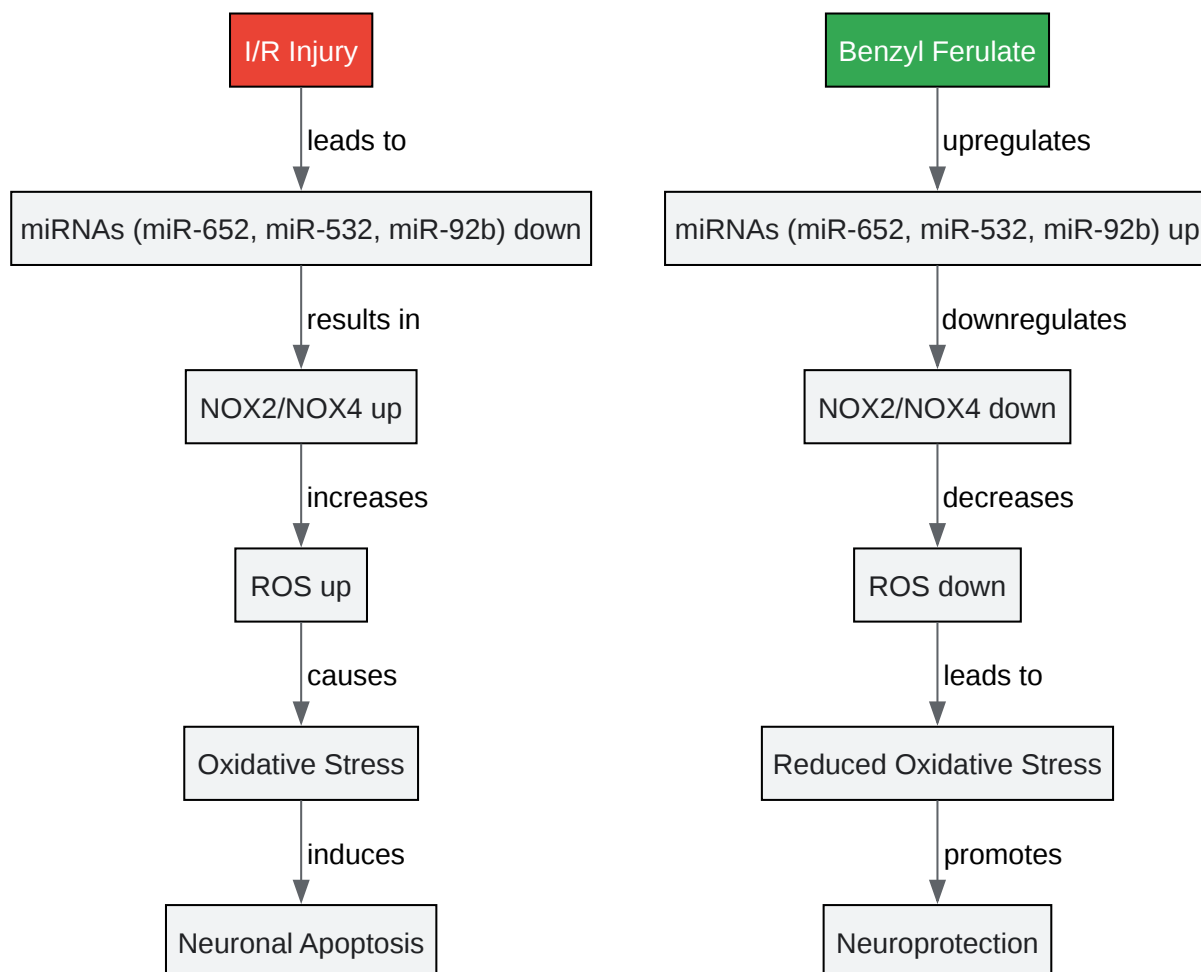 I/R Injury
leads to
miRNAs (miR-652, miR-532, miR-92b) down
results in
NOX2/NOX4 up
increases
ROS up
causes
Oxidative Stress
induces
Neuronal Apoptosis
Benzyl Ferulate
upregulates
miRNAs (miR-652, miR-532, miR-92b) up
downregulates
NOX2/NOX4 down
decreases
ROS down
leads to
Reduced Oxidative Stress
promotes
Neuroprotection